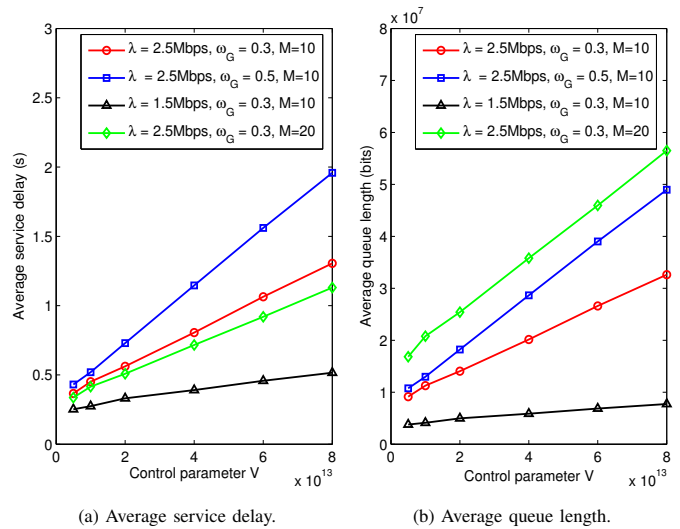 3
2.5
2
1.5
1
0.5
0
0 2 4 6 8
x 10^13
Average service delay (s)
Control parameter V
λ = 2.5Mbps, ω_G = 0.3, M=10
λ = 2.5Mbps, ω_G = 0.5, M=10
λ = 1.5Mbps, ω_G = 0.3, M=10
λ = 2.5Mbps, ω_G = 0.3, M=20
(a) Average service delay.
x 10^7
8
7
6
5
4
3
2
1
0
0 2 4 6 8
x 10^13
Average queue length (bits)
Control parameter V
λ = 2.5Mbps, ω_G = 0.3, M=10
λ = 2.5Mbps, ω_G = 0.5, M=10
λ = 1.5Mbps, ω_G = 0.3, M=10
λ = 2.5Mbps, ω_G = 0.3, M=20
(b) Average queue length.